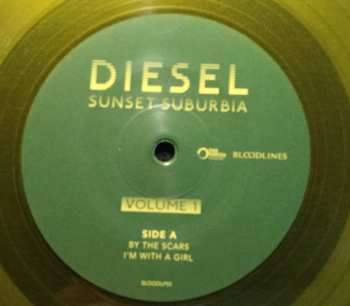 DIESEL
SUNSET SUBURBIA
BLOODLINES
VOLUME 1
SIDE A
BY THE SCARS
I'M WITH A GIRL